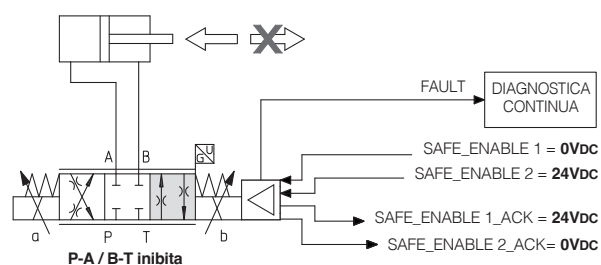 FAULT
DIAGNOSTICA
CONTINUA
A
B
U
G
SAFE_ENABLE 1 = 0VDC
SAFE_ENABLE 2 = 24VDC
SAFE_ENABLE 1_ACK = 24VDC
SAFE_ENABLE 2_ACK= 0VDC
a
P
T
b
P-A / B-T inibita